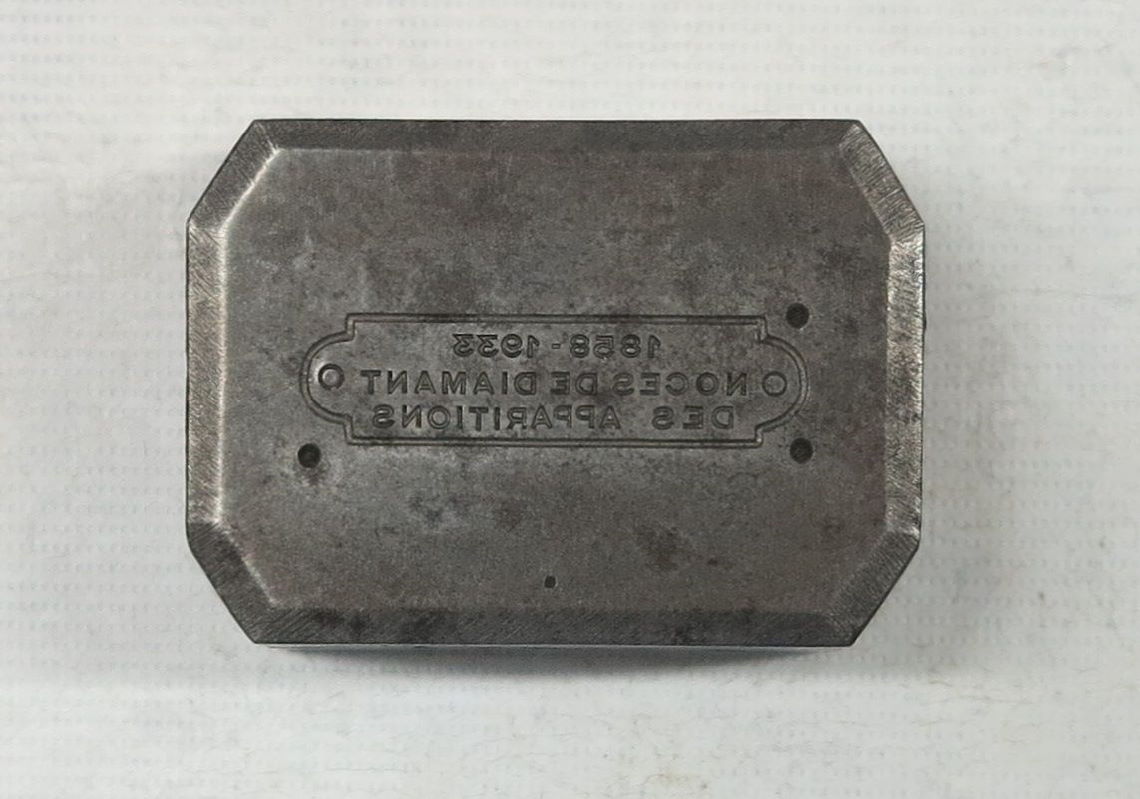 1858 - 1933
NOCES DE DIAMANT
DES APPARITIONS